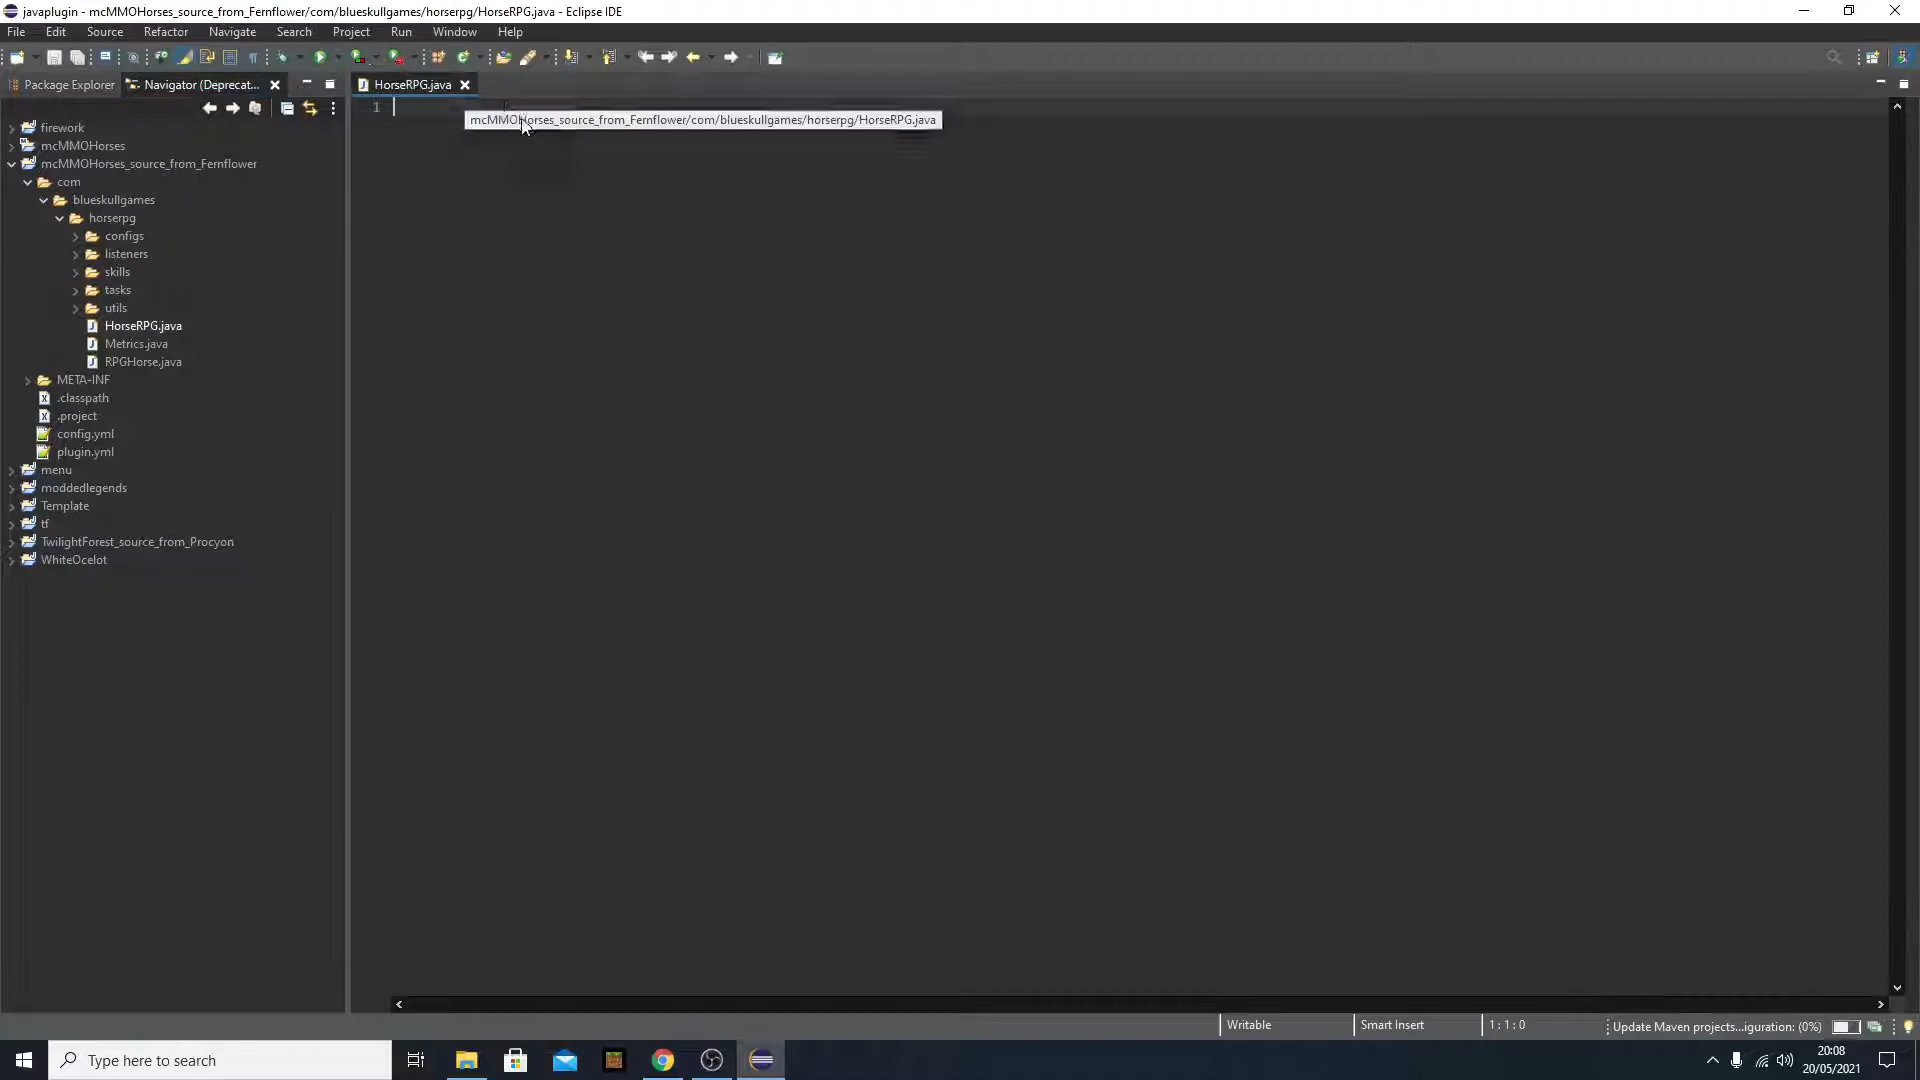 javaplugin - mcMMOHorses_source_from_Fernflower/com/blueskullgames/horserpg/HorseRPG.java - Eclipse IDE
File Edit Source Refactor Navigate Search Project Run Window Help
Package Explorer Navigator (Deprecat... HorseRPG.java
1
mcMMOHorses_source_from_Fernflower/com/blueskullgames/horserpg/HorseRPG.java
firework
mcMMOHorses
mcMMOHorses_source_from_Fernflower
com
blueskullgames
horserpg
configs
listeners
skills
tasks
utils
HorseRPG.java
Metrics.java
RPGHorse.java
META-INF
.classpath
.project
config.yml
plugin.yml
menu
moddedlegends
Template
tf
TwilightForest_source_from_Procyon
WhiteOcelot
Writable Smart Insert 1 : 1 : 0 Update Maven projects...iguration: (0%)
Type here to search
20:08
20/05/2021